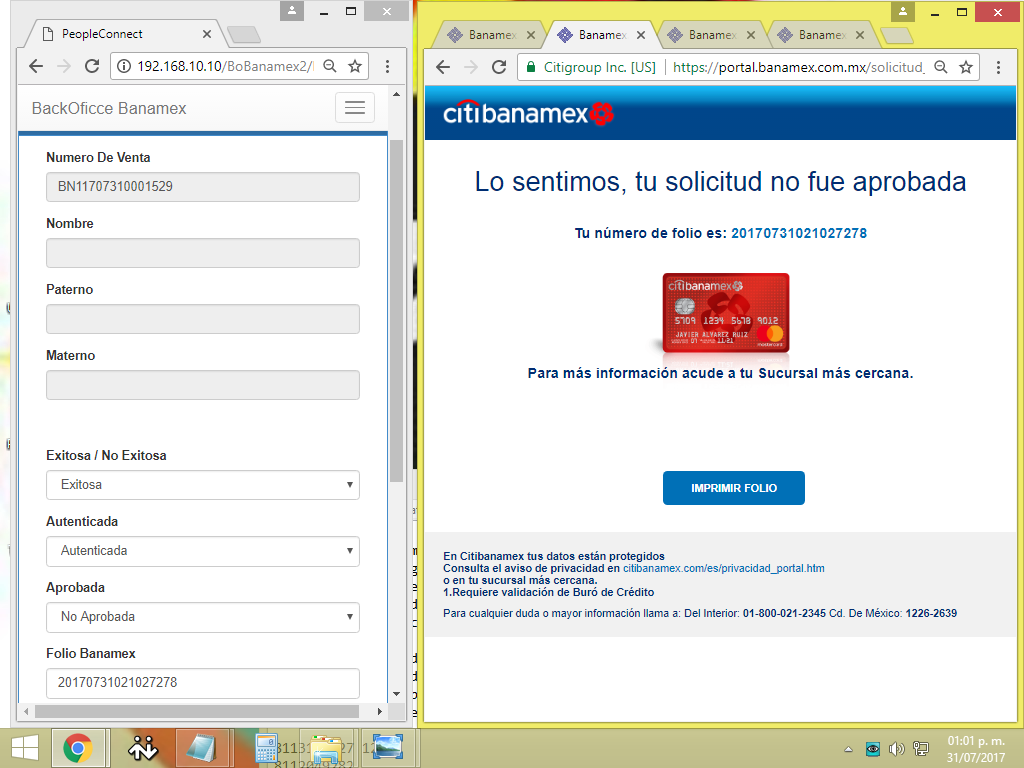 PeopleConnect
192.168.10.10/BoBanamex2/
BackOficce Banamex
Numero De Venta
BN11707310001529
Nombre
Paterno
Materno
Exitosa / No Exitosa
Exitosa
Autenticada
Autenticada
Aprobada
No Aprobada
Folio Banamex
20170731021027278
Banamex
Banamex
Banamex
Banamex
Citigroup Inc. [US] https://portal.banamex.com.mx/solicitud_
citibanamex
Lo sentimos, tu solicitud no fue aprobada
Tu número de folio es: 20170731021027278
citibanamex
5709 1234 5678 9012
JAVIER ALVAREZ RUIZ
mastercard
Para más información acude a tu Sucursal más cercana.
IMPRIMIR FOLIO
En Citibanamex tus datos están protegidos
Consulta el aviso de privacidad en citibanamex.com/es/privacidad_portal.htm
o en tu sucursal más cercana.
1.Requiere validación de Buró de Crédito
Para cualquier duda o mayor información llama a: Del Interior: 01-800-021-2345 Cd. De México: 1226-2639
01:01 p. m.
31/07/2017